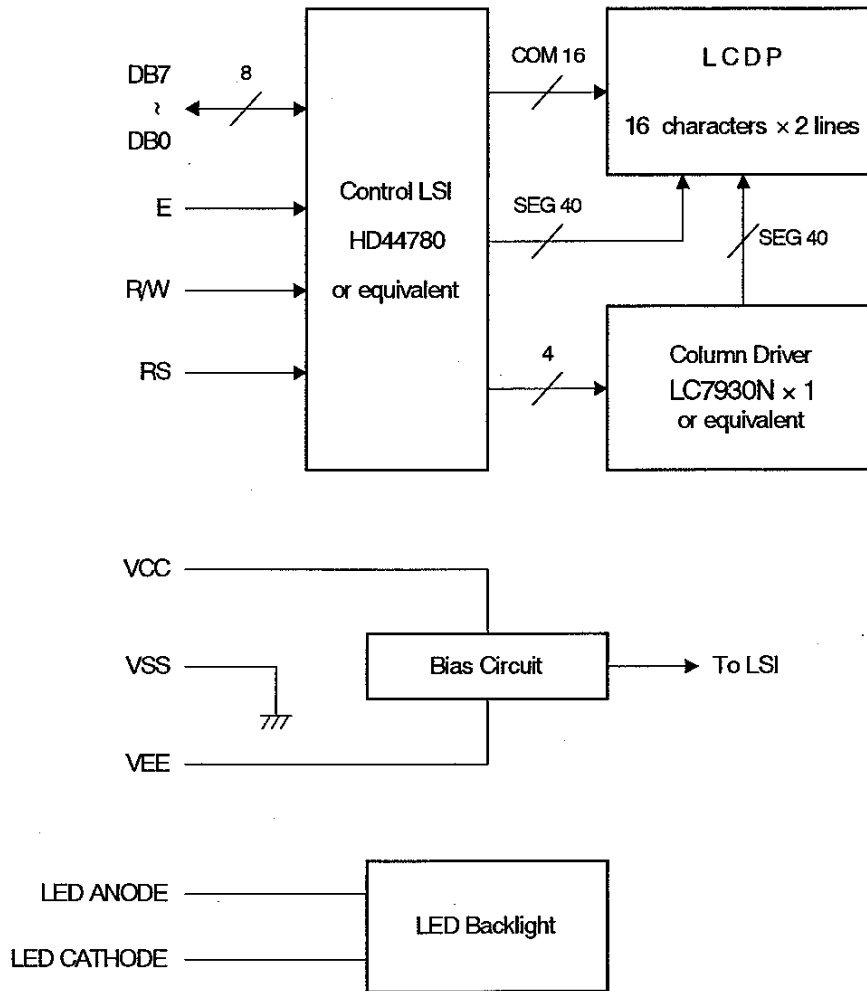 DB7
~
DB0
8
E
R/W
RS
Control LSI
HD44780
or equivalent
COM 16
SEG 40
4
LCDP
16 characters × 2 lines
SEG 40
Column Driver
LC7930N × 1
or equivalent
VCC
VSS
VEE
Bias Circuit
To LSI
LED ANODE
LED CATHODE
LED Backlight